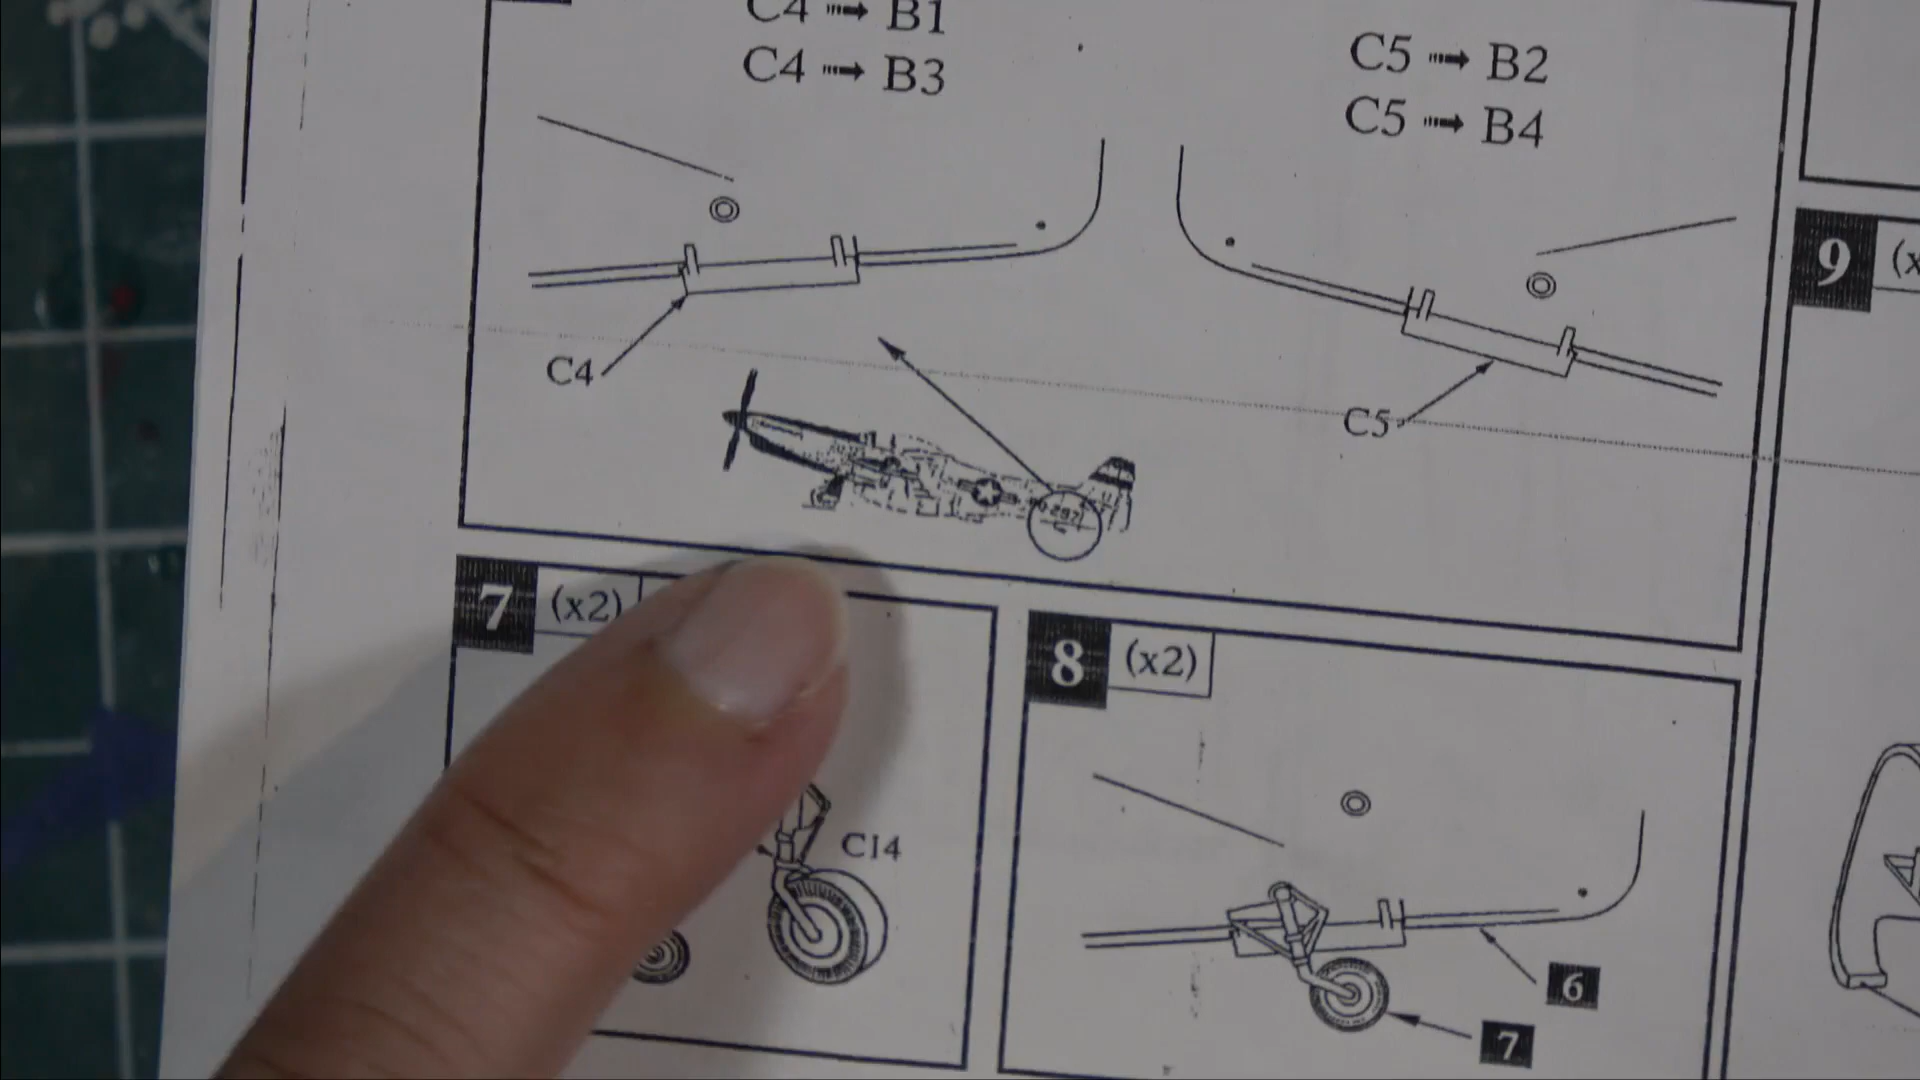 C4 ➟ B1
C4 ➟ B3
C5 ➟ B2
C5 ➟ B4
C4
C5
7 (x2)
8 (x2)
9 (x
C14
6
7